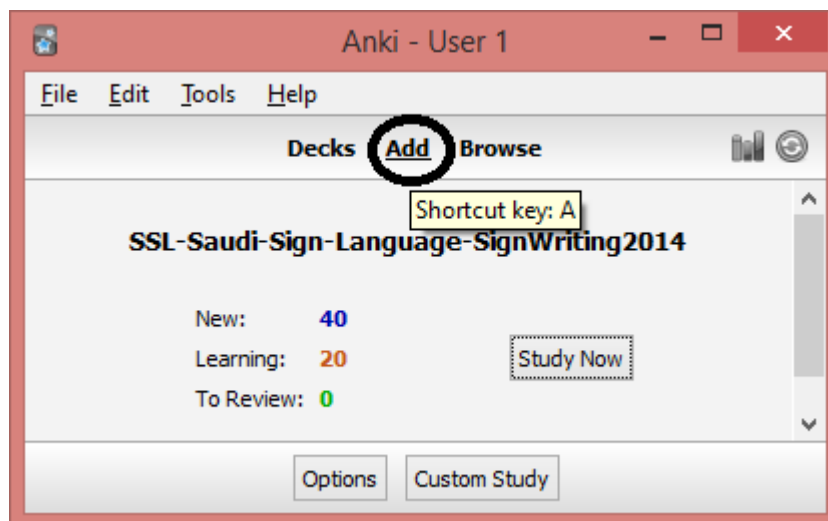 Anki - User 1
File Edit Tools Help
Decks Add Browse
Shortcut key: A
SSL-Saudi-Sign-Language-SignWriting2014
New: 40
Learning: 20 Study Now
To Review: 0
Options Custom Study